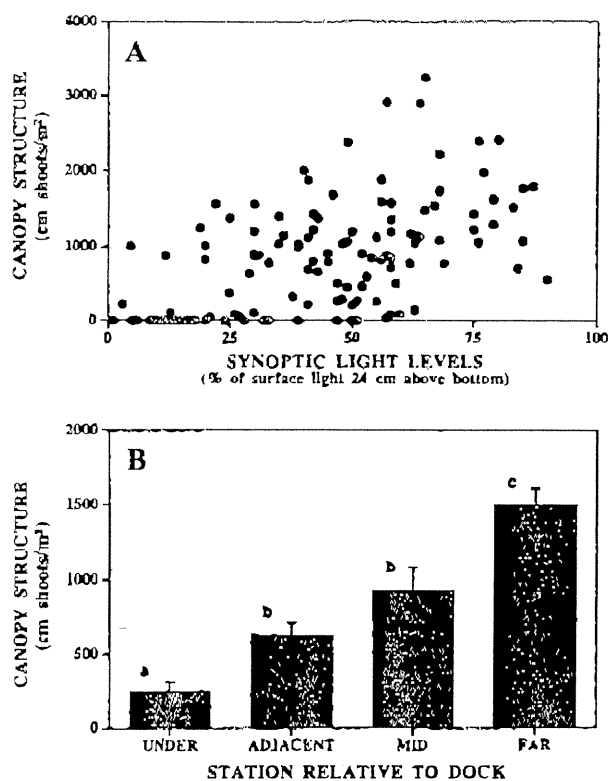 A
CANOPY STRUCTURE
(cm shoots/m²)
4000
3000
2000
1000
0
0 25 50 75 100
SYNOPTIC LIGHT LEVELS
(% of surface light 24 cm above bottom)
B
CANOPY STRUCTURE
(cm shoots/m²)
2000
1500
1000
500
0
a
b
b
c
UNDER ADJACENT MID FAR
STATION RELATIVE TO DOCK